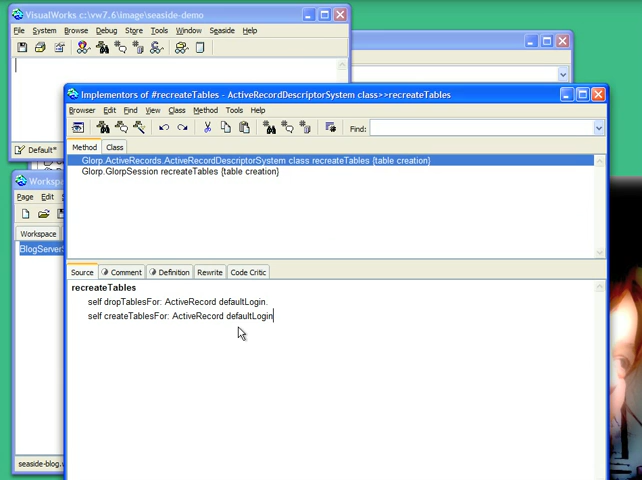 VisualWorks c:\vw7.6\image\seaside-demo
File System Browse Debug Store Tools Window Seaside Help
Default*
Workspa
Page Edit
Workspace
BlogServer
seaside-blog.
Implementors of #recreateTables - ActiveRecordDescriptorSystem class>>recreateTables
Browser Edit Find View Class Method Tools Help
Find:
Method Class
Glorp.ActiveRecords.ActiveRecordDescriptorSystem class recreateTables {table creation}
Glorp.GlorpSession recreateTables {table creation}
Source Comment Definition Rewrite Code Critic
recreateTables
self dropTablesFor: ActiveRecord defaultLogin.
self createTablesFor: ActiveRecord defaultLogin